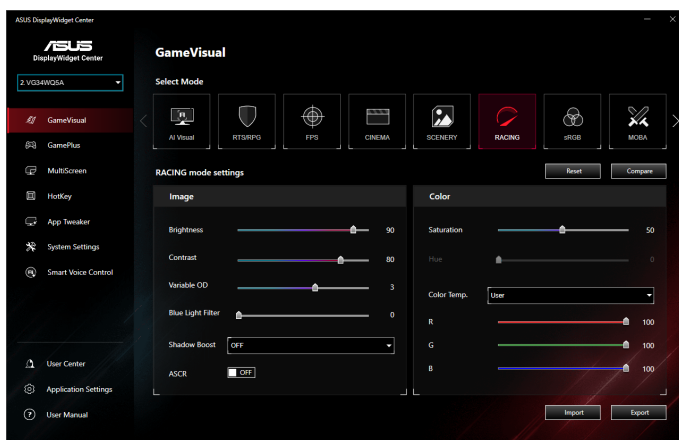 ASUS DisplayWidget Center
ASUS
DisplayWidget Center
2.VG34WQ5A
GameVisual
GamePlus
MultiScreen
HotKey
App Tweaker
System Settings
Smart Voice Control
User Center
Application Settings
User Manual
GameVisual
Select Mode
AI Visual
RTS/RPG
FPS
CINEMA
SCENERY
RACING
sRGB
MOBA
RACING mode settings
Reset
Compare
Image
Brightness 90
Contrast 80
Variable OD 3
Blue Light Filter 0
Shadow Boost OFF
ASCR OFF
Color
Saturation 50
Hue 0
Color Temp. User
R 100
G 100
B 100
Import
Export